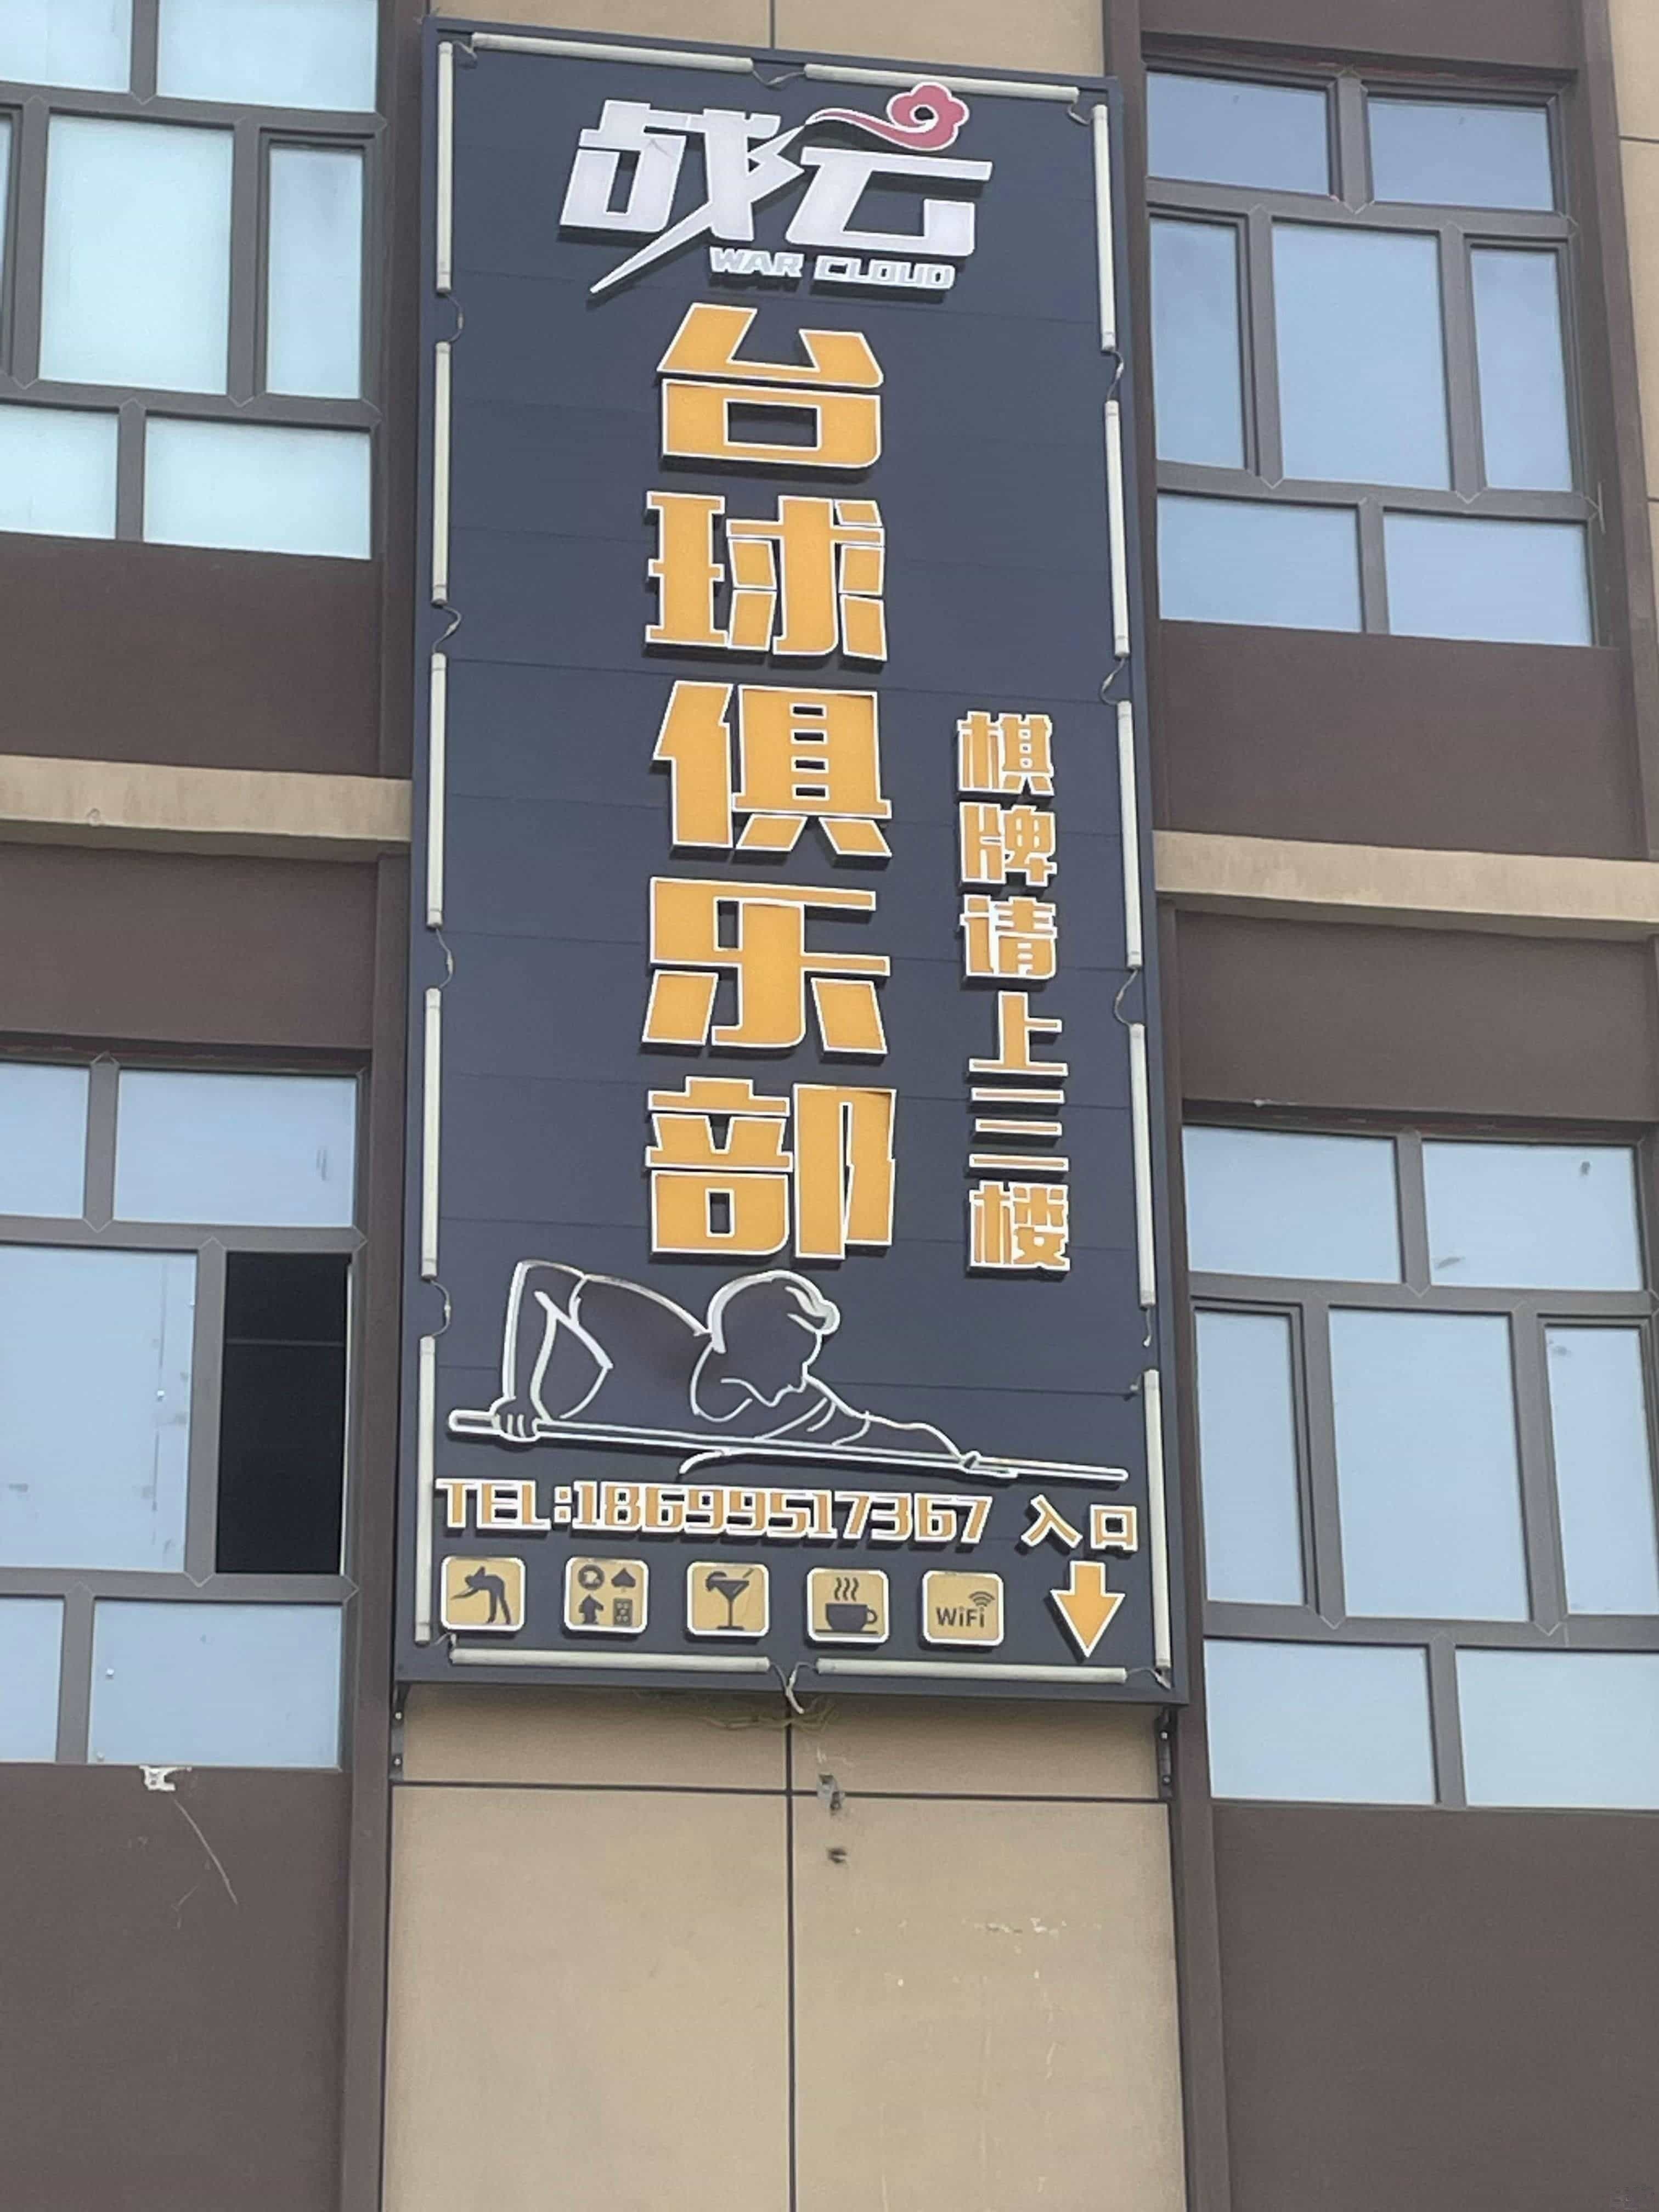 战云
WAR CLOUD
台球俱乐部
棋牌请上三楼
TEL:18699517367 入口
WiFi